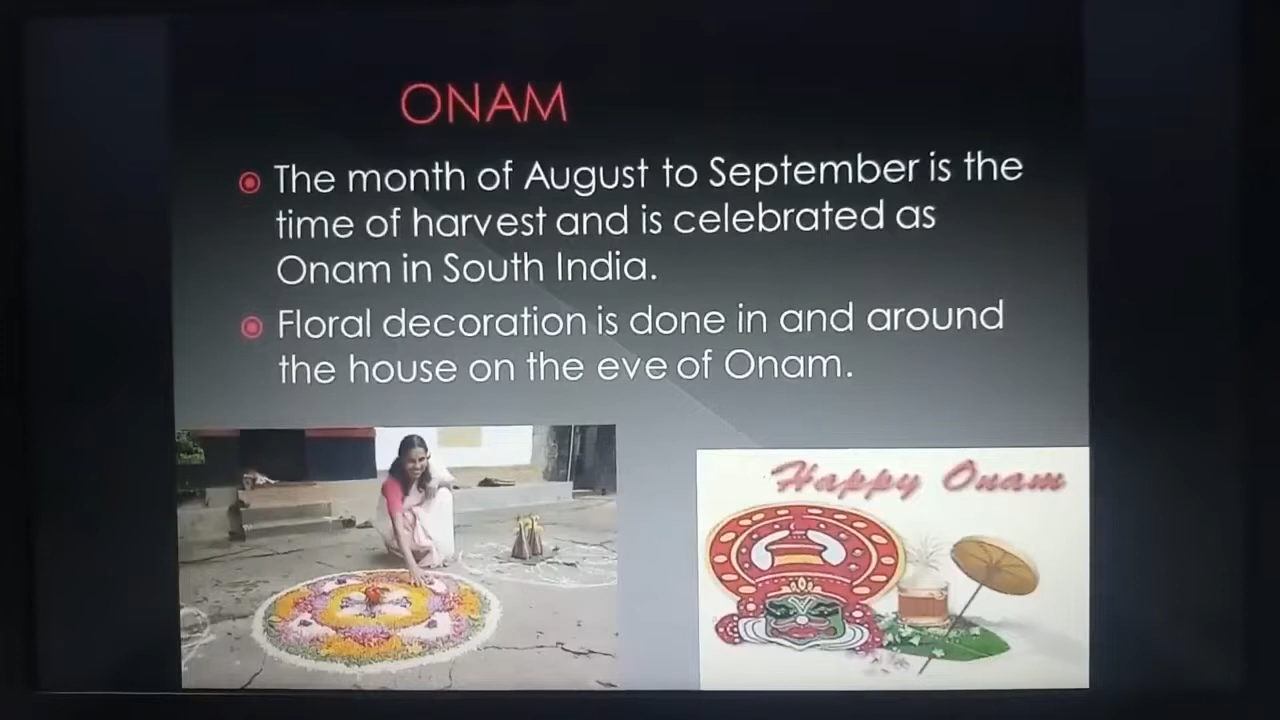 ONAM
The month of August to September is the
time of harvest and is celebrated as
Onam in South India.
Floral decoration is done in and around
the house on the eve of Onam.
Happy Onam